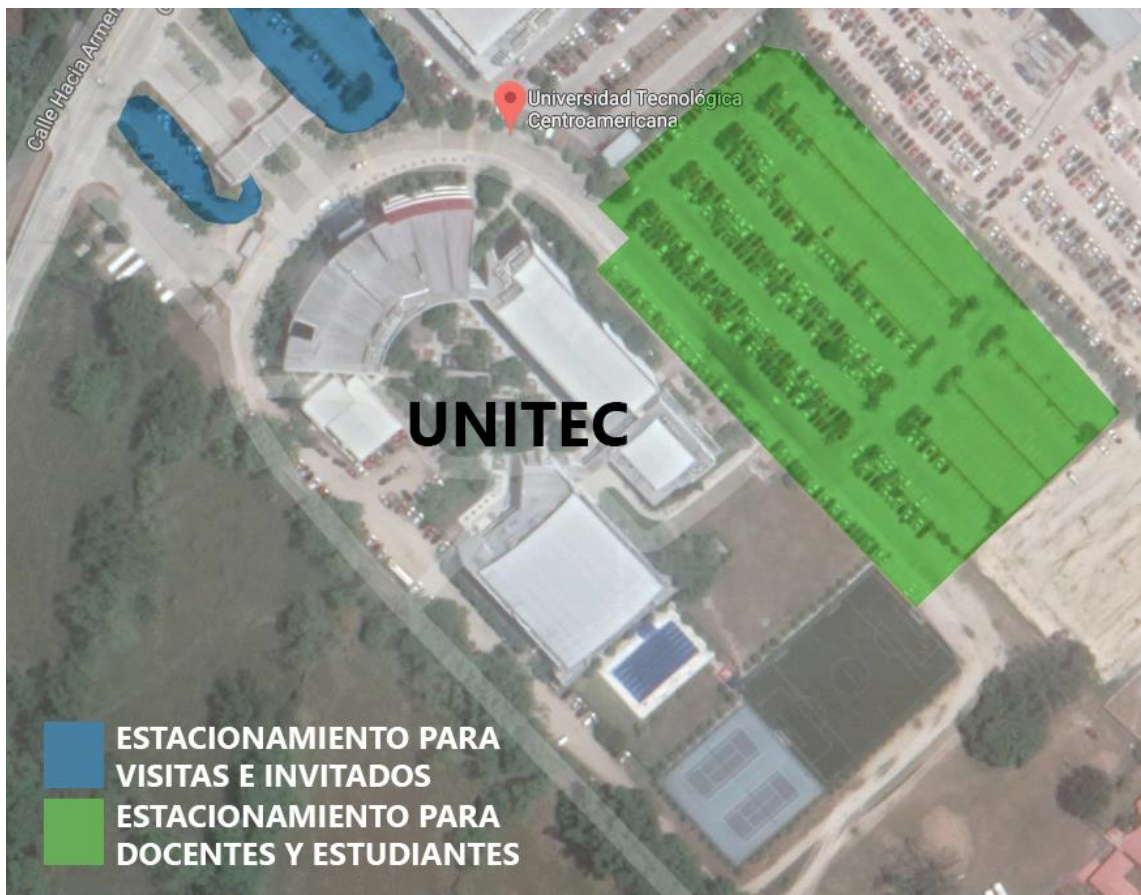 Calle Hacia Armen
Universidad Tecnológica
Centroamericana
UNITEC
ESTACIONAMIENTO PARA
VISITAS E INVITADOS
ESTACIONAMIENTO PARA
DOCENTES Y ESTUDIANTES